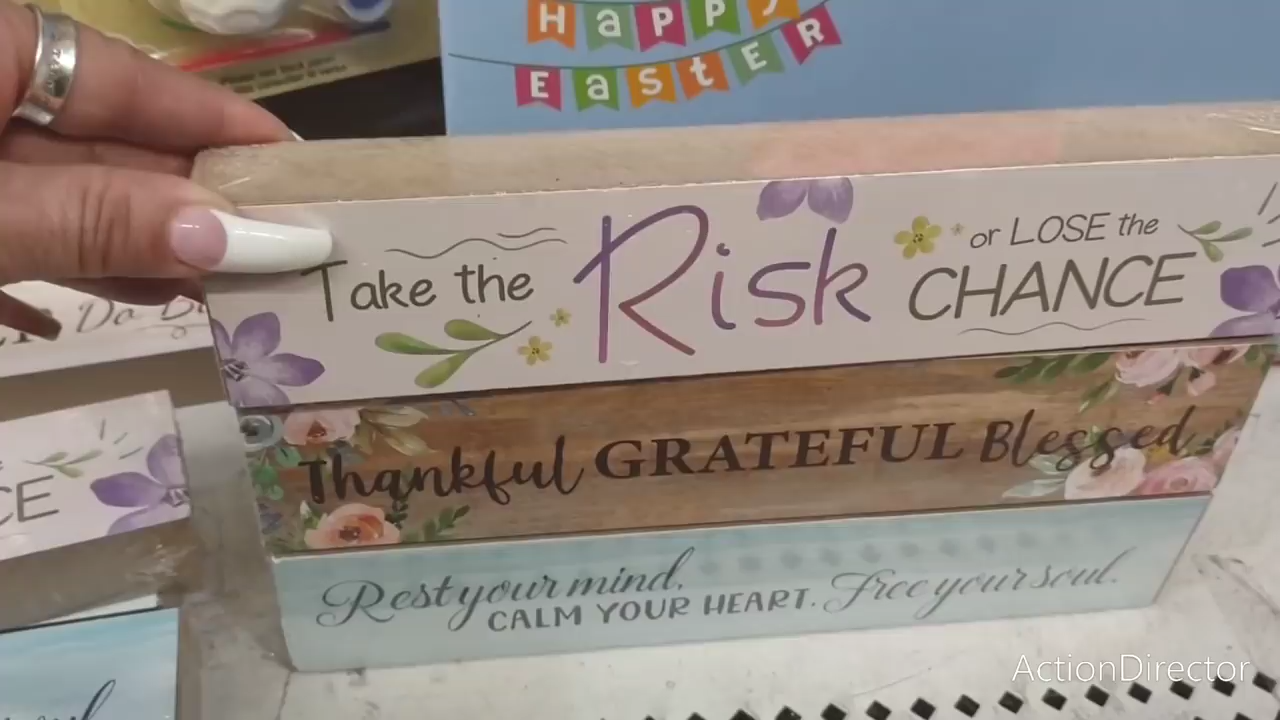 HaPPY
EaSTER
Take the Risk or LOSE the CHANCE
Thankful GRATEFUL Blessed
Rest your mind.
CALM YOUR HEART. Free your soul.
CE
ActionDirector